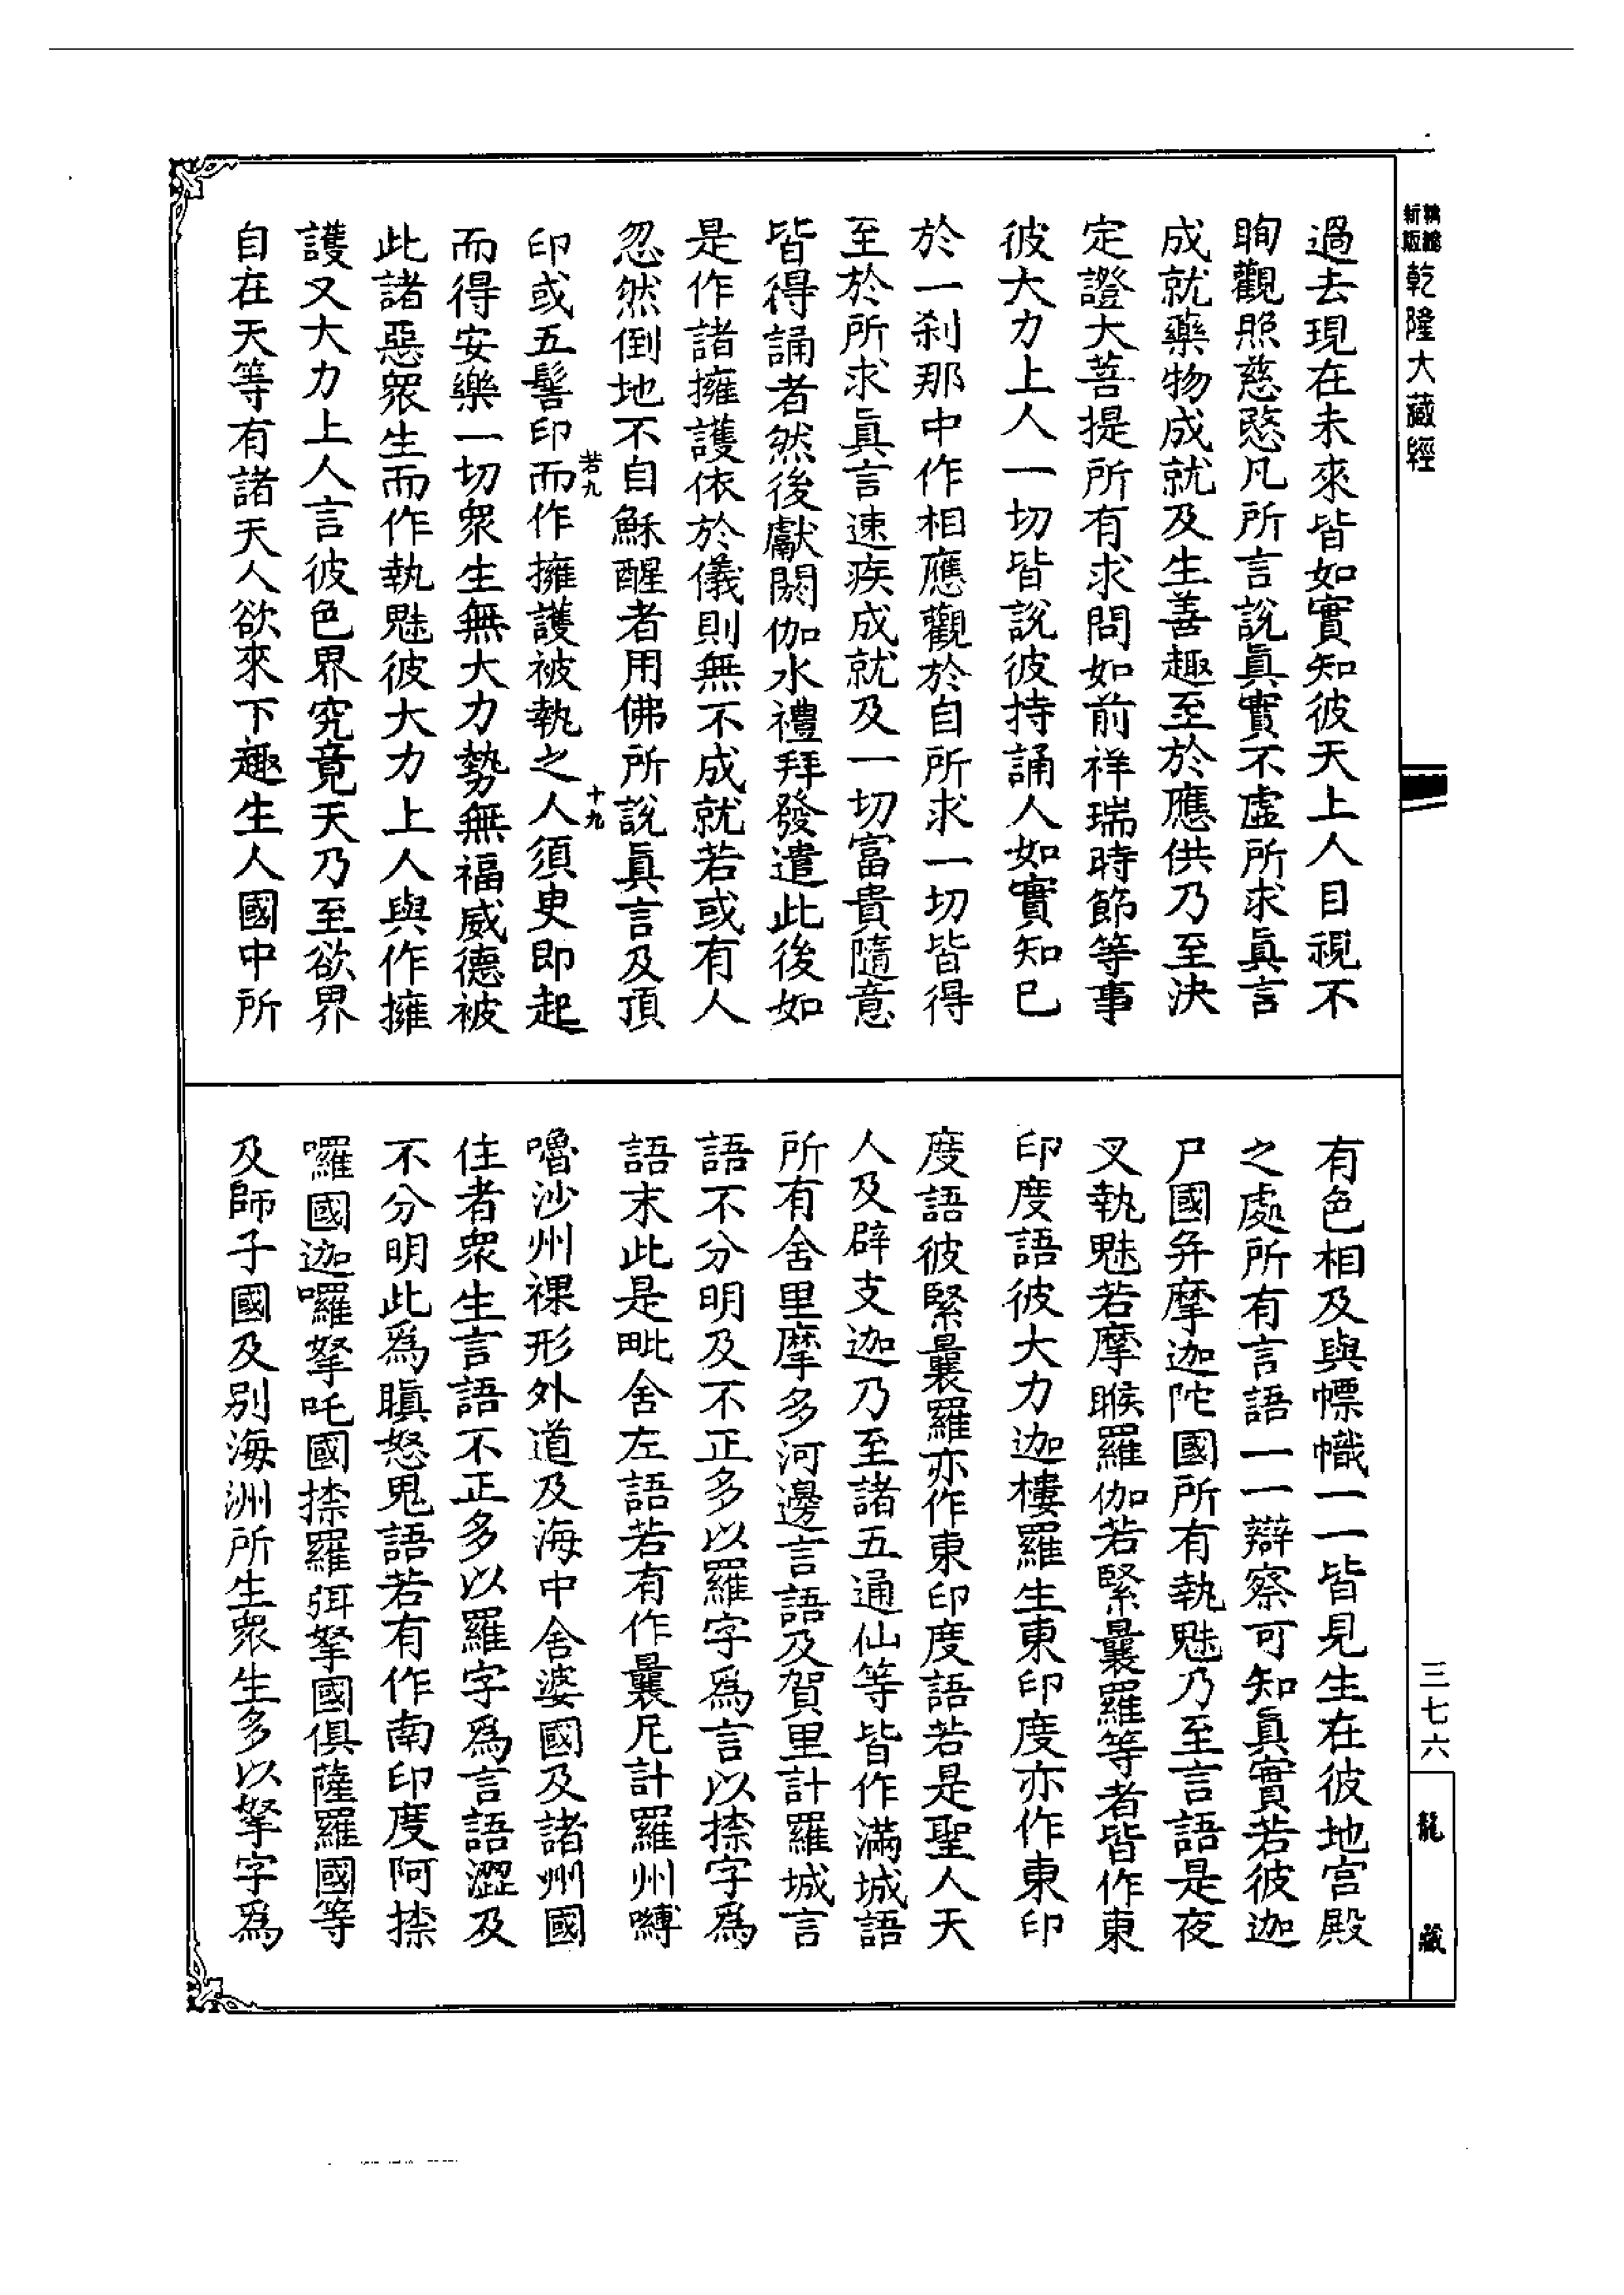 新版
乾隆大藏經
過去現在未來皆如實知彼天上人目視不
眴觀照慈愍凡所言說眞實不虛所求眞言
成就藥物成就及生善趣至於應供乃至決
定證大菩提所有求問如前祥瑞時節等事
彼大力上人一切皆說彼持誦人如實知已
於一刹那中作相應觀於自所求一切皆得
至於所求眞言速疾成就及一切富貴隨意
皆得誦者然後獻閼伽水禮拜發遣此後如
是作諸擁護依於儀則無不成就若或有人
忽然倒地不自穌醒者用佛所說眞言及頂
印或五髻印而作擁護被執之人須臾即起
若九
十九
而得安樂一切衆生無大力勢無福威德被
此諸惡衆生而作執魅彼大力上人與作擁
護又大力上人言彼色界究竟天乃至欲界
自在天等有諸天人欲來下趣生人國中所
有色相及與幖幟一一皆見生在彼地宮殿
之處所有言語一一辯察可知眞實若彼迦
尸國并摩迦陀國所有執魅乃至言語是夜
叉執魅若摩睺羅伽若緊曩羅等者皆作東
印度語彼大力迦樓羅生東印度亦作東印
度語彼緊曩羅亦作東印度語若是聖人天
人及辟支迦乃至諸五通仙等皆作滿城語
所有舍里摩多河邊言語及賀里計羅城言
語不分明及不正多以羅字爲言以捺字爲
語末此是毗舍左語若有作曩尼計羅州嚩
嚕沙州祼形外道及海中舍婆國及諸州國
住者衆生言語不正多以羅字爲言語澀及
不分明此爲瞋怒鬼語若有作南印度阿捺
囉國迦囉拏吒國捺羅弭拏國俱薩羅國等
及師子國及別海洲所生衆生多以拏字爲
三七六
龍藏